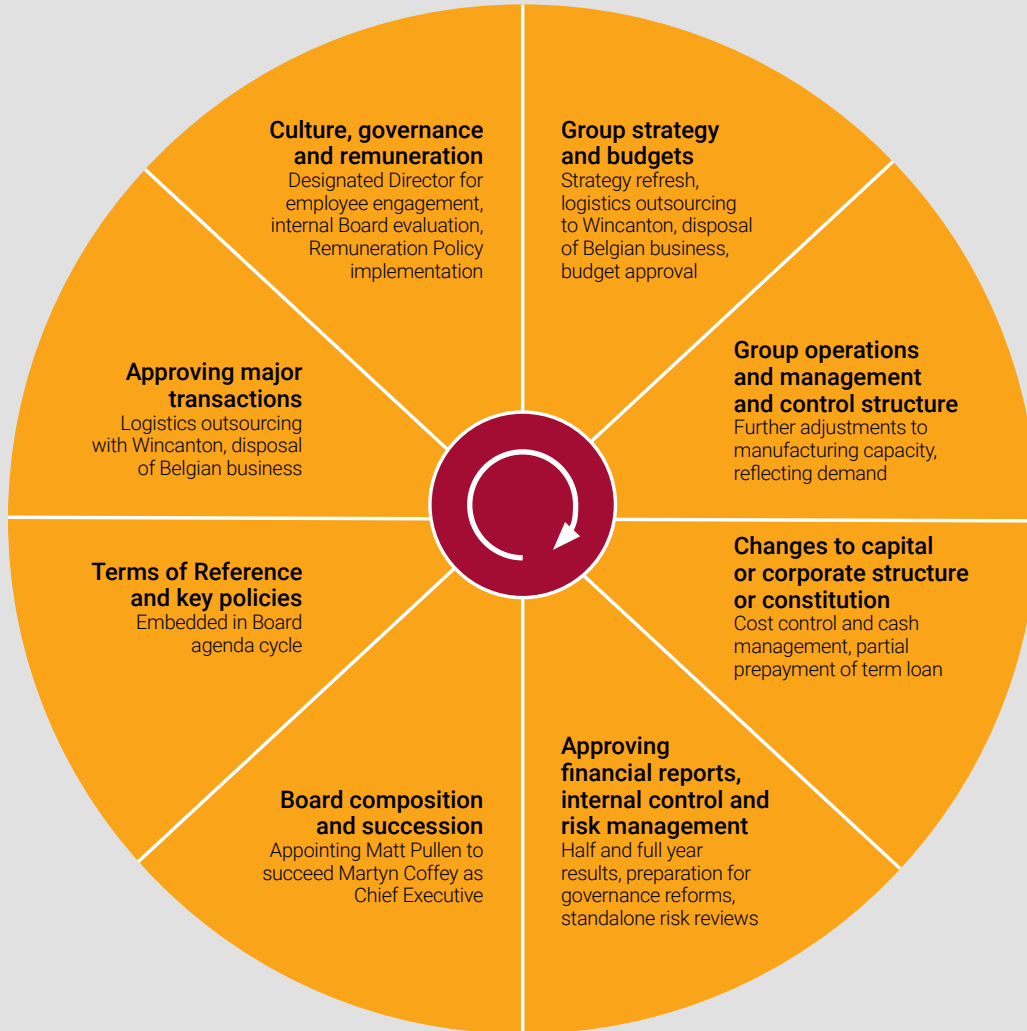 Culture, governance
and remuneration
Designated Director for
employee engagement,
internal Board evaluation,
Remuneration Policy
implementation
Group strategy
and budgets
Strategy refresh,
logistics outsourcing
to Wincanton, disposal
of Belgian business,
budget approval
Group operations
and management
and control structure
Further adjustments to
manufacturing capacity,
reflecting demand
Changes to capital
or corporate structure
or constitution
Cost control and cash
management, partial
prepayment of term loan
Approving
financial reports,
internal control and
risk management
Half and full year
results, preparation for
governance reforms,
standalone risk reviews
Board composition
and succession
Appointing Matt Pullen to
succeed Martyn Coffey as
Chief Executive
Terms of Reference
and key policies
Embedded in Board
agenda cycle
Approving major
transactions
Logistics outsourcing
with Wincanton, disposal
of Belgian business